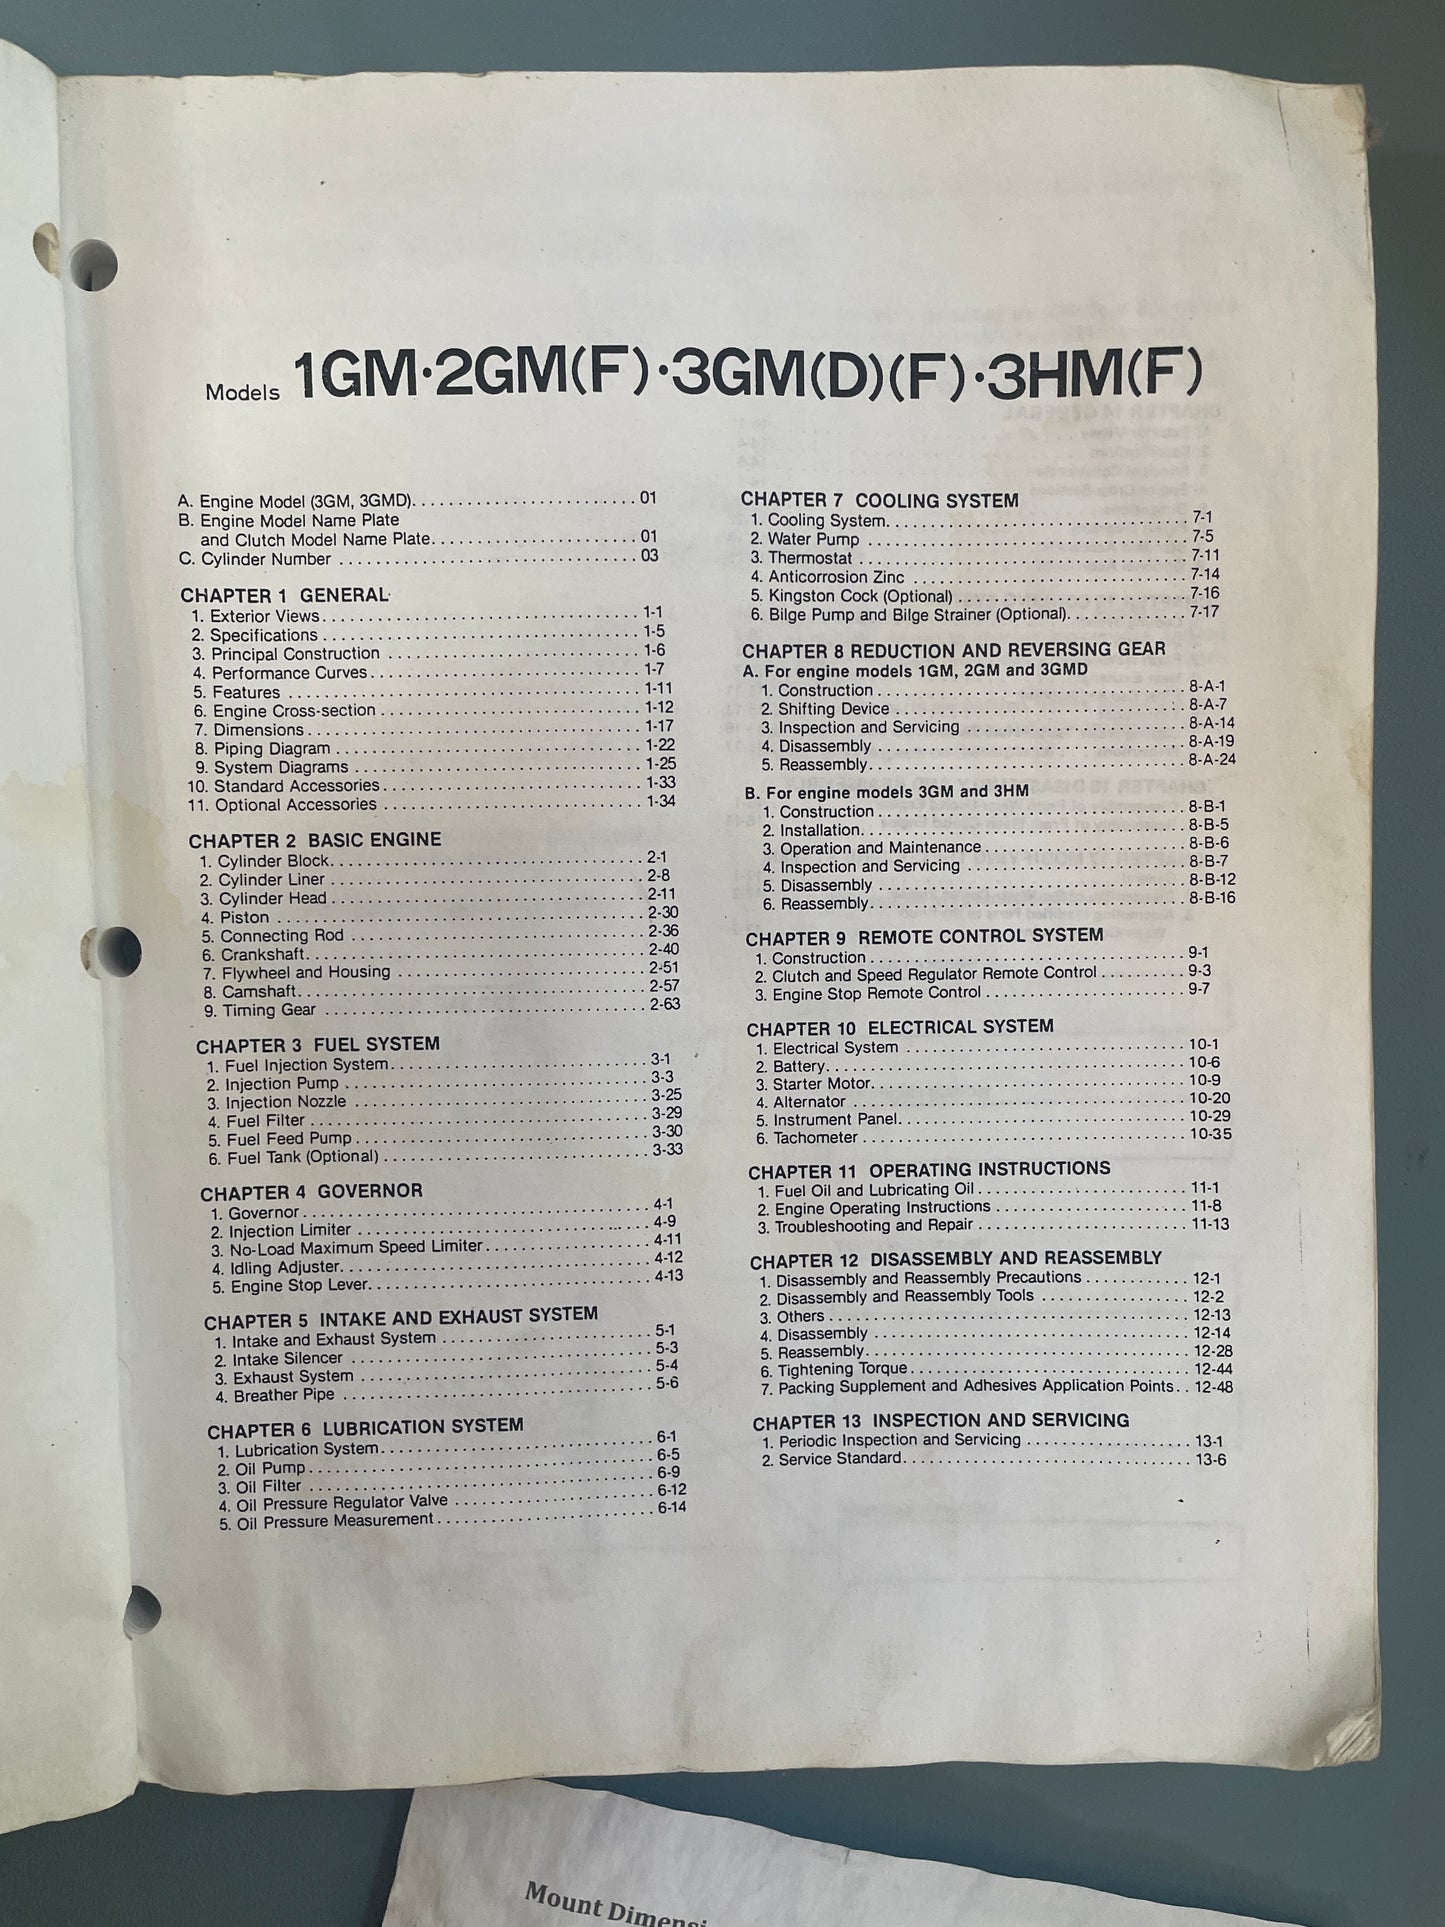 Models 1GM·2GM(F)·3GM(D)(F)·3HM(F)
A. Engine Model (3GM, 3GMD). . . . . . . . . . . . . . . . . . . . . . . . 01
B. Engine Model Name Plate
and Clutch Model Name Plate. . . . . . . . . . . . . . . . . . . . . . 01
C. Cylinder Number . . . . . . . . . . . . . . . . . . . . . . . . . . . . . . . . 03
CHAPTER 1 GENERAL
1. Exterior Views. . . . . . . . . . . . . . . . . . . . . . . . . . . . . . . . 1-1
2. Specifications . . . . . . . . . . . . . . . . . . . . . . . . . . . . . . . . 1-5
3. Principal Construction . . . . . . . . . . . . . . . . . . . . . . . . . 1-6
4. Performance Curves. . . . . . . . . . . . . . . . . . . . . . . . . . . 1-7
5. Features . . . . . . . . . . . . . . . . . . . . . . . . . . . . . . . . . . . . 1-11
6. Engine Cross-section . . . . . . . . . . . . . . . . . . . . . . . . . . 1-12
7. Dimensions . . . . . . . . . . . . . . . . . . . . . . . . . . . . . . . . . . 1-17
8. Piping Diagram . . . . . . . . . . . . . . . . . . . . . . . . . . . . . . . 1-22
9. System Diagrams . . . . . . . . . . . . . . . . . . . . . . . . . . . . . 1-25
10. Standard Accessories. . . . . . . . . . . . . . . . . . . . . . . . . . 1-33
11. Optional Accessories . . . . . . . . . . . . . . . . . . . . . . . . . . 1-34
CHAPTER 2 BASIC ENGINE
1. Cylinder Block. . . . . . . . . . . . . . . . . . . . . . . . . . . . . . . . 2-1
2. Cylinder Liner . . . . . . . . . . . . . . . . . . . . . . . . . . . . . . . . 2-8
3. Cylinder Head . . . . . . . . . . . . . . . . . . . . . . . . . . . . . . . . 2-11
4. Piston . . . . . . . . . . . . . . . . . . . . . . . . . . . . . . . . . . . . . . 2-30
5. Connecting Rod . . . . . . . . . . . . . . . . . . . . . . . . . . . . . . 2-36
6. Crankshaft. . . . . . . . . . . . . . . . . . . . . . . . . . . . . . . . . . . 2-40
7. Flywheel and Housing . . . . . . . . . . . . . . . . . . . . . . . . . 2-51
8. Camshaft. . . . . . . . . . . . . . . . . . . . . . . . . . . . . . . . . . . . 2-57
9. Timing Gear . . . . . . . . . . . . . . . . . . . . . . . . . . . . . . . . . 2-63
CHAPTER 3 FUEL SYSTEM
1. Fuel Injection System. . . . . . . . . . . . . . . . . . . . . . . . . . 3-1
2. Injection Pump . . . . . . . . . . . . . . . . . . . . . . . . . . . . . . . 3-3
3. Injection Nozzle . . . . . . . . . . . . . . . . . . . . . . . . . . . . . . 3-25
4. Fuel Filter . . . . . . . . . . . . . . . . . . . . . . . . . . . . . . . . . . . 3-29
5. Fuel Feed Pump . . . . . . . . . . . . . . . . . . . . . . . . . . . . . . 3-30
6. Fuel Tank (Optional) . . . . . . . . . . . . . . . . . . . . . . . . . . . 3-33
CHAPTER 4 GOVERNOR
1. Governor . . . . . . . . . . . . . . . . . . . . . . . . . . . . . . . . . . . . 4-1
2. Injection Limiter . . . . . . . . . . . . . . . . . . . . . . . . . . . . . . 4-9
3. No-Load Maximum Speed Limiter. . . . . . . . . . . . . . . . . 4-11
4. Idling Adjuster. . . . . . . . . . . . . . . . . . . . . . . . . . . . . . . . 4-12
5. Engine Stop Lever. . . . . . . . . . . . . . . . . . . . . . . . . . . . . 4-13
CHAPTER 5 INTAKE AND EXHAUST SYSTEM
1. Intake and Exhaust System . . . . . . . . . . . . . . . . . . . . . 5-1
2. Intake Silencer . . . . . . . . . . . . . . . . . . . . . . . . . . . . . . . 5-3
3. Exhaust System . . . . . . . . . . . . . . . . . . . . . . . . . . . . . . 5-4
4. Breather Pipe . . . . . . . . . . . . . . . . . . . . . . . . . . . . . . . . 5-6
CHAPTER 6 LUBRICATION SYSTEM
1. Lubrication System. . . . . . . . . . . . . . . . . . . . . . . . . . . . 6-1
2. Oil Pump . . . . . . . . . . . . . . . . . . . . . . . . . . . . . . . . . . . . 6-5
3. Oil Filter . . . . . . . . . . . . . . . . . . . . . . . . . . . . . . . . . . . . 6-9
4. Oil Pressure Regulator Valve . . . . . . . . . . . . . . . . . . . . 6-12
5. Oil Pressure Measurement . . . . . . . . . . . . . . . . . . . . . . 6-14
CHAPTER 7 COOLING SYSTEM
1. Cooling System. . . . . . . . . . . . . . . . . . . . . . . . . . . . . . . 7-1
2. Water Pump . . . . . . . . . . . . . . . . . . . . . . . . . . . . . . . . . 7-5
3. Thermostat . . . . . . . . . . . . . . . . . . . . . . . . . . . . . . . . . . 7-11
4. Anticorrosion Zinc . . . . . . . . . . . . . . . . . . . . . . . . . . . . 7-14
5. Kingston Cock (Optional) . . . . . . . . . . . . . . . . . . . . . . . 7-16
6. Bilge Pump and Bilge Strainer (Optional). . . . . . . . . . . . 7-17
CHAPTER 8 REDUCTION AND REVERSING GEAR
A. For engine models 1GM, 2GM and 3GMD
1. Construction . . . . . . . . . . . . . . . . . . . . . . . . . . . . . . . . 8-A-1
2. Shifting Device . . . . . . . . . . . . . . . . . . . . . . . . . . . . . . 8-A-7
3. Inspection and Servicing . . . . . . . . . . . . . . . . . . . . . . 8-A-14
4. Disassembly . . . . . . . . . . . . . . . . . . . . . . . . . . . . . . . . 8-A-19
5. Reassembly. . . . . . . . . . . . . . . . . . . . . . . . . . . . . . . . . 8-A-24
B. For engine models 3GM and 3HM
1. Construction . . . . . . . . . . . . . . . . . . . . . . . . . . . . . . . . 8-B-1
2. Installation. . . . . . . . . . . . . . . . . . . . . . . . . . . . . . . . . . 8-B-5
3. Operation and Maintenance . . . . . . . . . . . . . . . . . . . . 8-B-6
4. Inspection and Servicing . . . . . . . . . . . . . . . . . . . . . . 8-B-7
5. Disassembly . . . . . . . . . . . . . . . . . . . . . . . . . . . . . . . . 8-B-12
6. Reassembly. . . . . . . . . . . . . . . . . . . . . . . . . . . . . . . . . 8-B-16
CHAPTER 9 REMOTE CONTROL SYSTEM
1. Construction . . . . . . . . . . . . . . . . . . . . . . . . . . . . . . . . . 9-1
2. Clutch and Speed Regulator Remote Control . . . . . . . . 9-3
3. Engine Stop Remote Control . . . . . . . . . . . . . . . . . . . . 9-7
CHAPTER 10 ELECTRICAL SYSTEM
1. Electrical System . . . . . . . . . . . . . . . . . . . . . . . . . . . . . 10-1
2. Battery. . . . . . . . . . . . . . . . . . . . . . . . . . . . . . . . . . . . . . 10-6
3. Starter Motor. . . . . . . . . . . . . . . . . . . . . . . . . . . . . . . . . 10-9
4. Alternator . . . . . . . . . . . . . . . . . . . . . . . . . . . . . . . . . . . 10-20
5. Instrument Panel. . . . . . . . . . . . . . . . . . . . . . . . . . . . . . 10-29
6. Tachometer . . . . . . . . . . . . . . . . . . . . . . . . . . . . . . . . . . 10-35
CHAPTER 11 OPERATING INSTRUCTIONS
1. Fuel Oil and Lubricating Oil . . . . . . . . . . . . . . . . . . . . . 11-1
2. Engine Operating Instructions . . . . . . . . . . . . . . . . . . . 11-8
3. Troubleshooting and Repair . . . . . . . . . . . . . . . . . . . . . 11-13
CHAPTER 12 DISASSEMBLY AND REASSEMBLY
1. Disassembly and Reassembly Precautions . . . . . . . . . . . 12-1
2. Disassembly and Reassembly Tools . . . . . . . . . . . . . . . 12-2
3. Others . . . . . . . . . . . . . . . . . . . . . . . . . . . . . . . . . . . . . . 12-13
4. Disassembly . . . . . . . . . . . . . . . . . . . . . . . . . . . . . . . . . 12-14
5. Reassembly. . . . . . . . . . . . . . . . . . . . . . . . . . . . . . . . . . 12-28
6. Tightening Torque. . . . . . . . . . . . . . . . . . . . . . . . . . . . . 12-44
7. Packing Supplement and Adhesives Application Points. . 12-48
CHAPTER 13 INSPECTION AND SERVICING
1. Periodic Inspection and Servicing . . . . . . . . . . . . . . . . 13-1
2. Service Standard. . . . . . . . . . . . . . . . . . . . . . . . . . . . . . 13-6
Mount